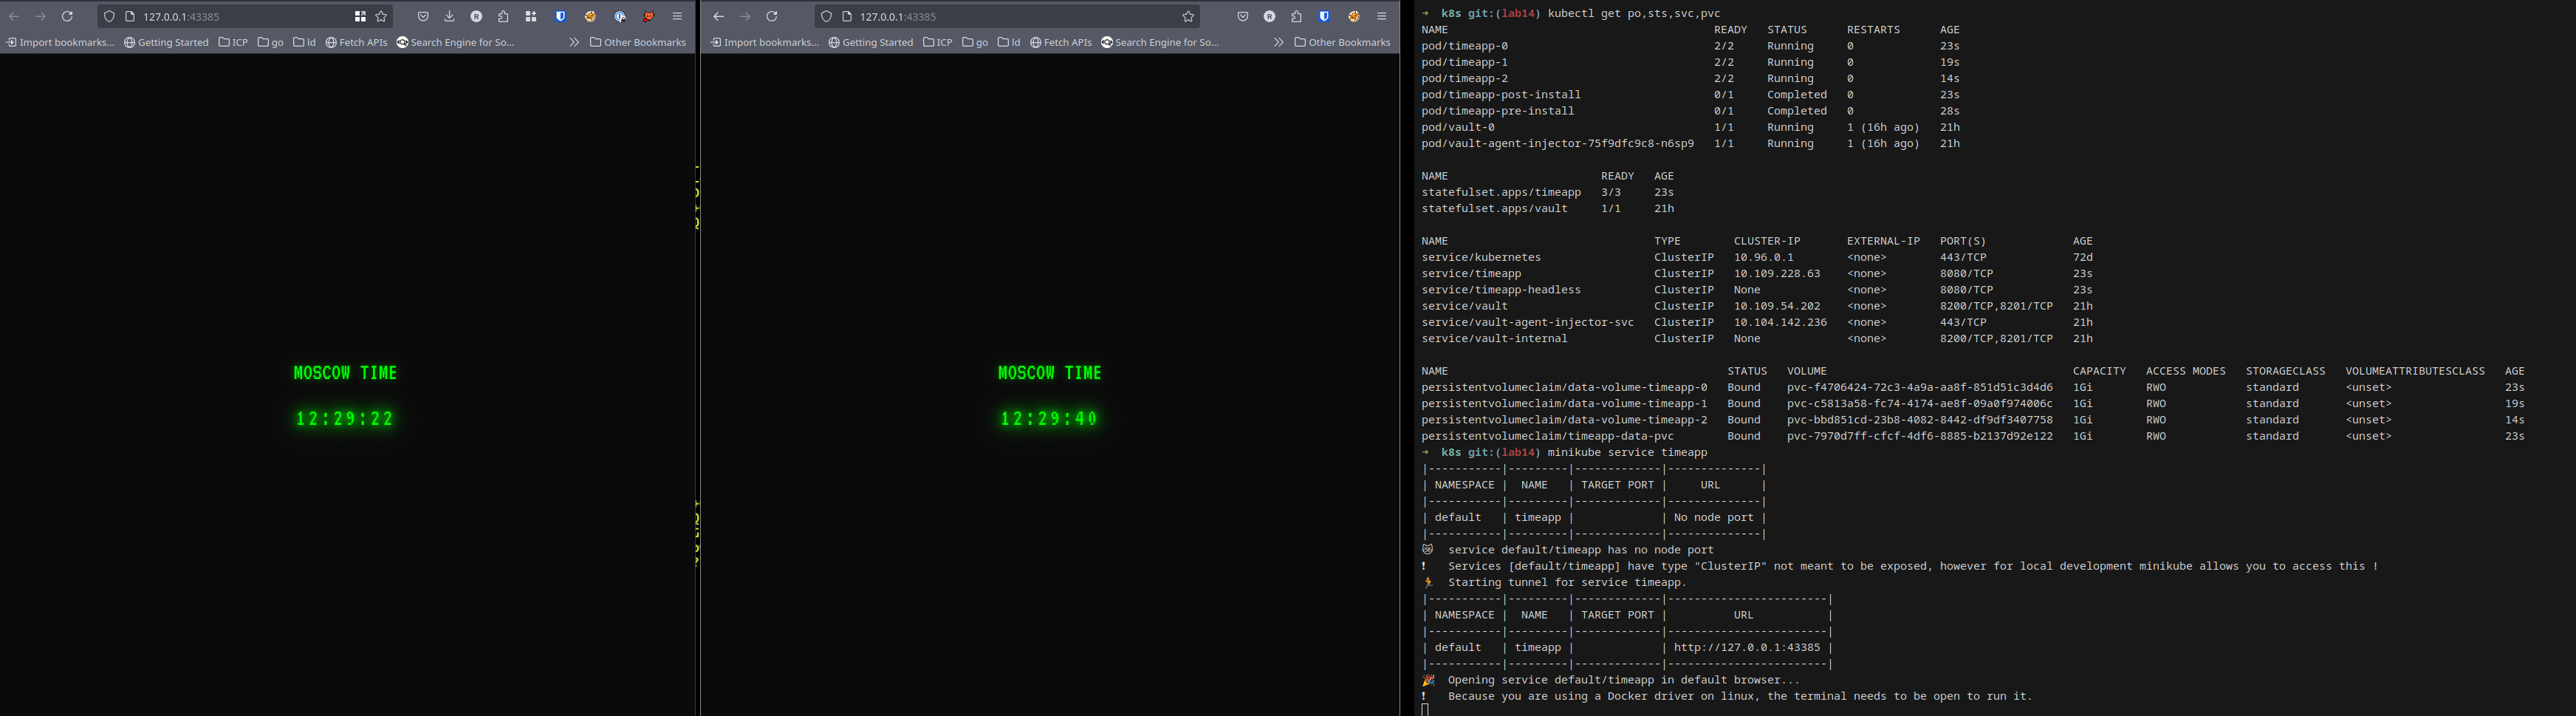 127.0.0.1:43385
Import bookmarks... Getting Started ICP go ld Fetch APIs Search Engine for So... Other Bookmarks
MOSCOW TIME
12:29:22
127.0.0.1:43385
Import bookmarks... Getting Started ICP go ld Fetch APIs Search Engine for So... Other Bookmarks
MOSCOW TIME
12:29:40
→ k8s git:(lab14) kubectl get po,sts,svc,pvc
NAME READY STATUS RESTARTS AGE
pod/timeapp-0 2/2 Running 0 23s
pod/timeapp-1 2/2 Running 0 19s
pod/timeapp-2 2/2 Running 0 14s
pod/timeapp-post-install 0/1 Completed 0 23s
pod/timeapp-pre-install 0/1 Completed 0 28s
pod/vault-0 1/1 Running 1 (16h ago) 21h
pod/vault-agent-injector-75f9dfc9c8-n6sp9 1/1 Running 1 (16h ago) 21h
NAME READY AGE
statefulset.apps/timeapp 3/3 23s
statefulset.apps/vault 1/1 21h
NAME TYPE CLUSTER-IP EXTERNAL-IP PORT(S) AGE
service/kubernetes ClusterIP 10.96.0.1 <none> 443/TCP 72d
service/timeapp ClusterIP 10.109.228.63 <none> 8080/TCP 23s
service/timeapp-headless ClusterIP None <none> 8080/TCP 23s
service/vault ClusterIP 10.109.54.202 <none> 8200/TCP,8201/TCP 21h
service/vault-agent-injector-svc ClusterIP 10.104.142.236 <none> 443/TCP 21h
service/vault-internal ClusterIP None <none> 8200/TCP,8201/TCP 21h
NAME STATUS VOLUME CAPACITY ACCESS MODES STORAGECLASS VOLUMEATTRIBUTESCLASS AGE
persistentvolumeclaim/data-volume-timeapp-0 Bound pvc-f4706424-72c3-4a9a-aa8f-851d51c3d4d6 1Gi RWO standard <unset> 23s
persistentvolumeclaim/data-volume-timeapp-1 Bound pvc-c5813a58-fc74-4174-ae8f-09a0f974006c 1Gi RWO standard <unset> 19s
persistentvolumeclaim/data-volume-timeapp-2 Bound pvc-bbd851cd-23b8-4082-8442-df9df3407758 1Gi RWO standard <unset> 14s
persistentvolumeclaim/timeapp-data-pvc Bound pvc-7970d7ff-cfcf-4df6-8885-b2137d92e122 1Gi RWO standard <unset> 23s
→ k8s git:(lab14) minikube service timeapp
|-----------|---------|-------------|--------------|
| NAMESPACE | NAME | TARGET PORT | URL |
|-----------|---------|-------------|--------------|
| default | timeapp | | No node port |
|-----------|---------|-------------|--------------|
😿 service default/timeapp has no node port
❗ Services [default/timeapp] have type "ClusterIP" not meant to be exposed, however for local development minikube allows you to access this !
🏃 Starting tunnel for service timeapp.
|-----------|---------|-------------|------------------------|
| NAMESPACE | NAME | TARGET PORT | URL |
|-----------|---------|-------------|------------------------|
| default | timeapp | | http://127.0.0.1:43385 |
|-----------|---------|-------------|------------------------|
🎉 Opening service default/timeapp in default browser...
❗ Because you are using a Docker driver on linux, the terminal needs to be open to run it.